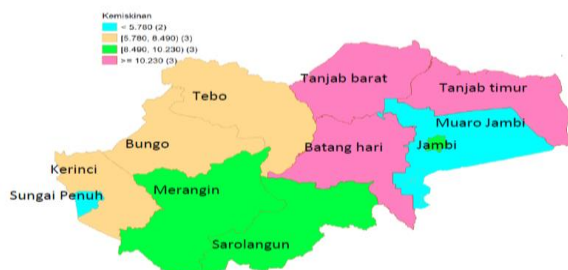 Kemiskinan
< 5.780 (2)
[5.780, 8.490) (3)
[8.490, 10.230) (3)
>= 10.230 (3)
Tanjab barat
Tanjab timur
Tebo
Muaro Jambi
Bungo
Batang hari
Jambi
Kerinci
Merangin
Sungai Penuh
Sarolangun